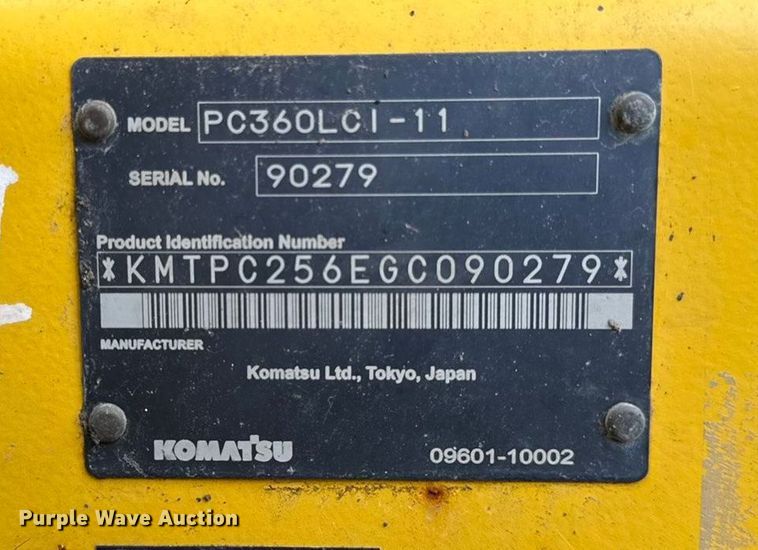 MODEL PC360LCI-11
SERIAL No. 90279
Product Identification Number
*KMTPC256EGC090279*
MANUFACTURER
Komatsu Ltd., Tokyo, Japan
KOMATSU 09601-10002
Purple Wave Auction